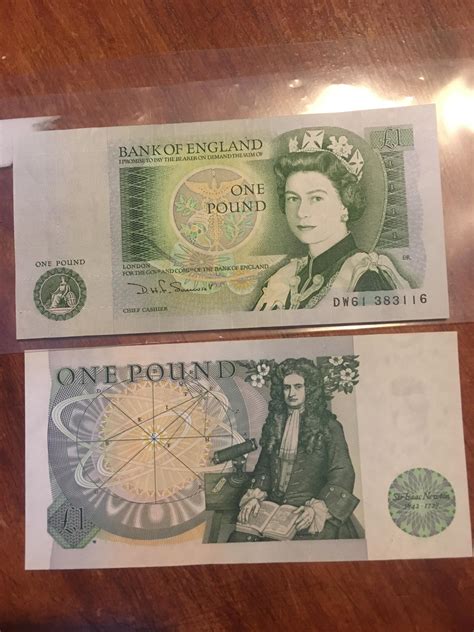 BANK OF ENGLAND
£1
I PROMISE TO PAY THE BEARER ON DEMAND THE SUM OF
ONE
POUND
ONE POUND
LONDON
FOR THE GOVR AND COMPA OF THE BANK OF ENGLAND
CHIEF CASHIER
DW61 383116
ONE POUND
£1
Sir Isaac Newton
1642-1727